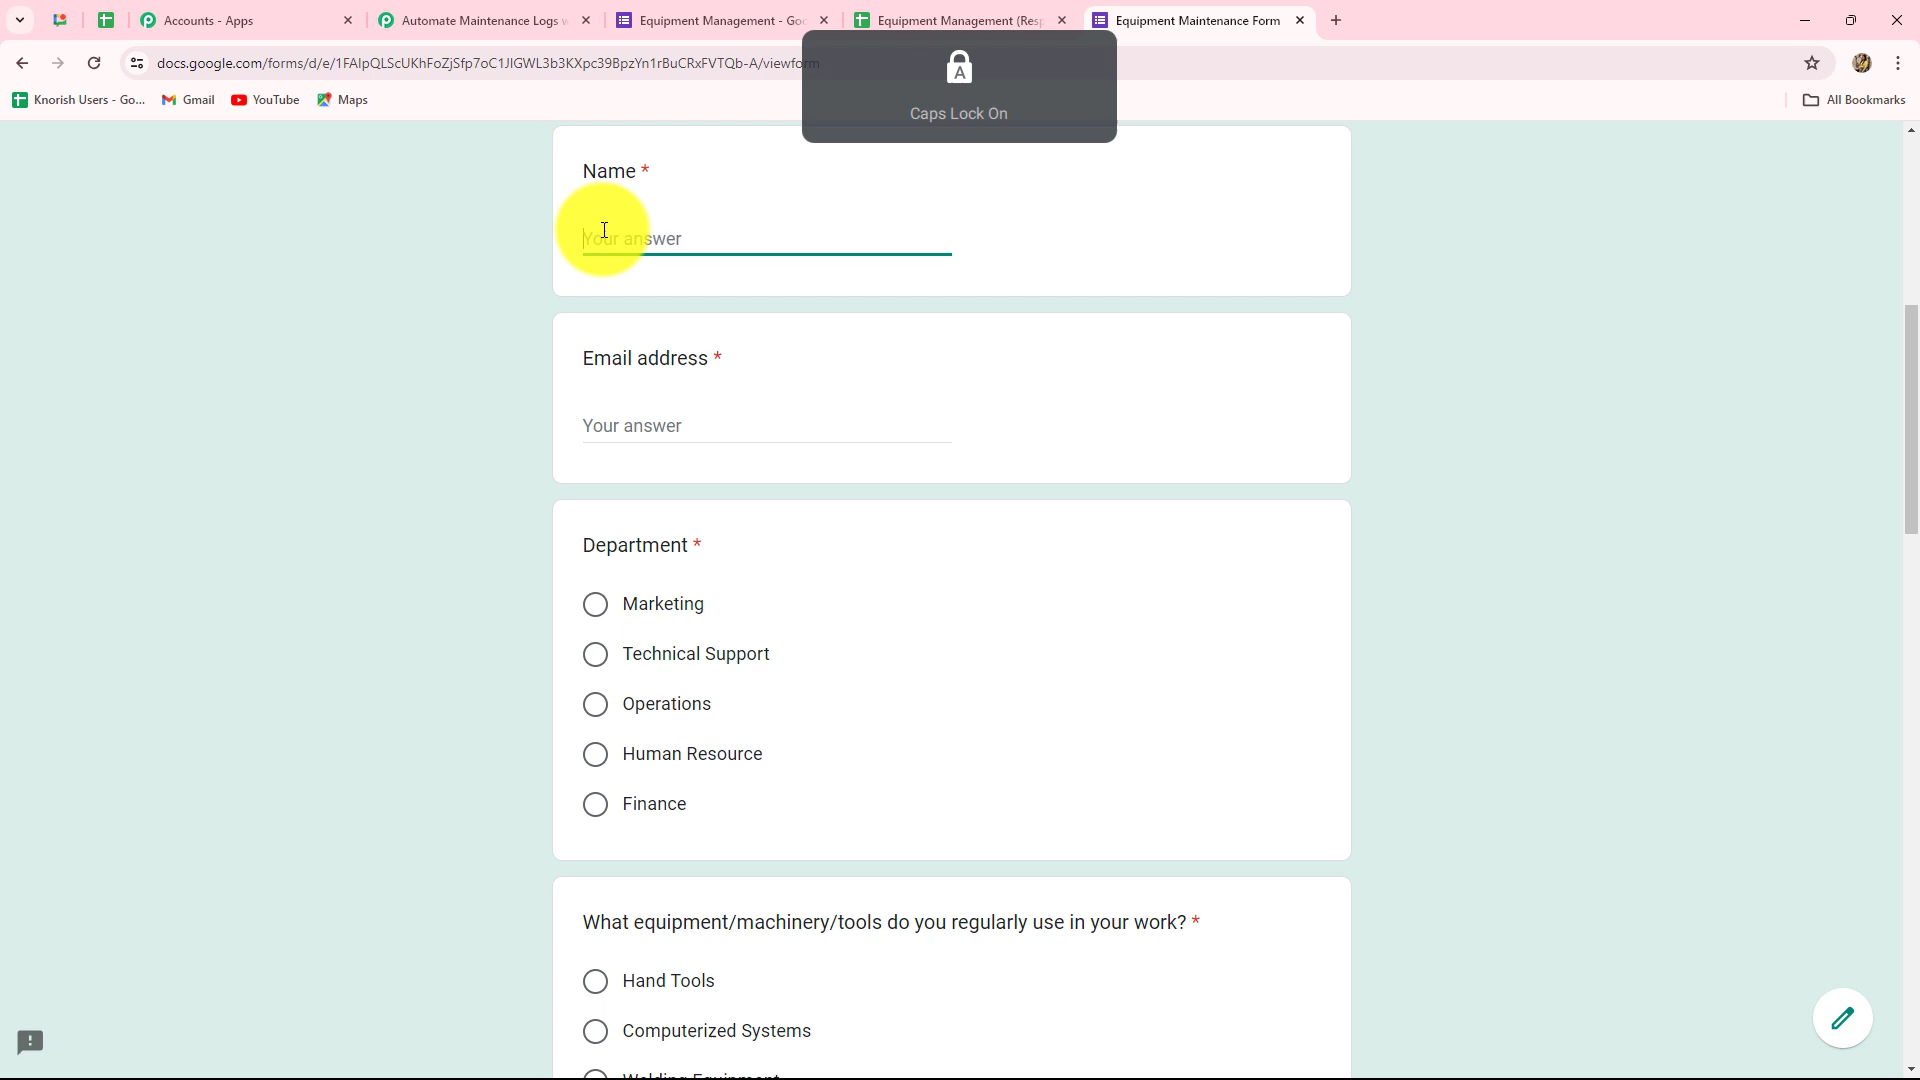 Accounts - Apps
Automate Maintenance Logs w
Equipment Management - Goo
Equipment Management (Resp
Equipment Maintenance Form
docs.google.com/forms/d/e/1FAIpQLScUKhFoZjSfp7oC1JIGWL3b3KXpc39BpzYn1rBuCRxFVTQb-A/viewform
Knorish Users - Go...
Gmail
YouTube
Maps
All Bookmarks
A
Caps Lock On
Name *
Your answer
Email address *
Your answer
Department *
Marketing
Technical Support
Operations
Human Resource
Finance
What equipment/machinery/tools do you regularly use in your work? *
Hand Tools
Computerized Systems
Welding Equipment